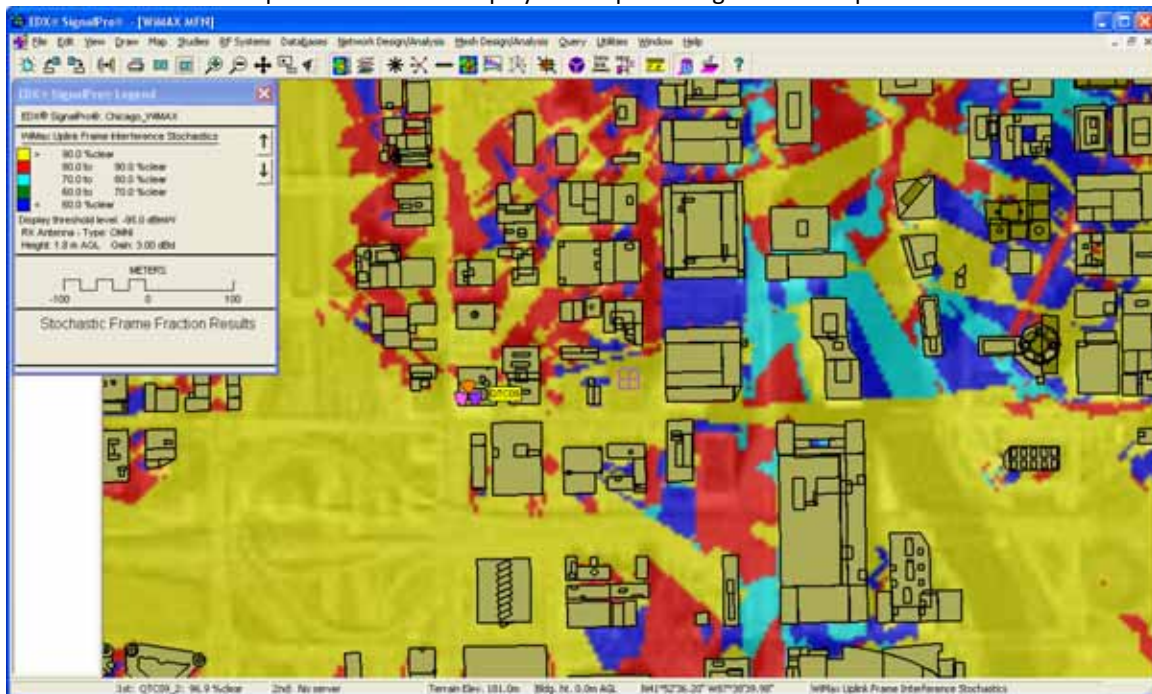 EDX® SignalPro® - [WiMAX MFN]
File Edit View Draw Map Studies RF Systems Databases Network Design/Analysis Mesh Design/Analysis Query Utilities Window Help
EDX® SignalPro® Legend
EDX® SignalPro®: Chicago_WiMAX
WiMax Uplink Frame Interference Stochastics
> 90.0 %clear
80.0 to 90.0 %clear
70.0 to 80.0 %clear
60.0 to 70.0 %clear
< 60.0 %clear
Display threshold level: -95.0 dBmW
RX Antenna - Type: OMNI
Height: 1.8 m AGL Gain: 3.00 dBd
METERS
-100 0 100
Stochastic Frame Fraction Results
QTC09
1st: QTC09_2: 96.9 %clear 2nd: No server Terrain Elev. 181.0m Bldg. ht. 0.0m AGL WiMax Uplink Frame Interference Stochastics